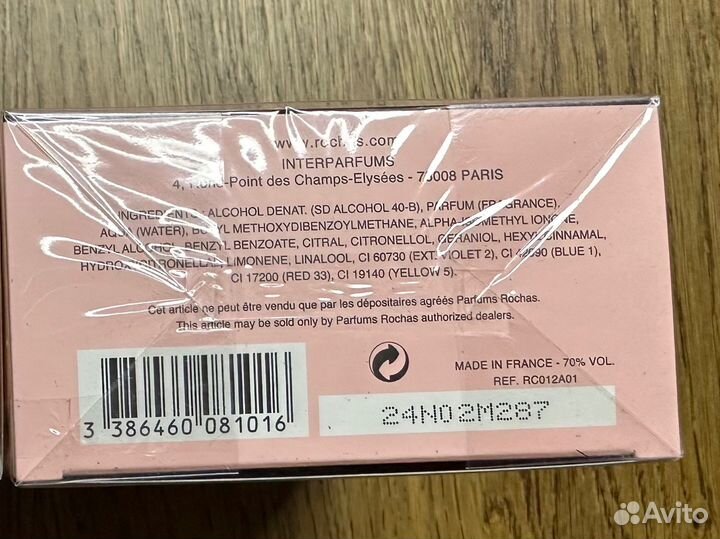 www.rochas.com
INTERPARFUMS
4, Rond-Point des Champs-Elysées - 75008 PARIS
INGREDIENTS: ALCOHOL DENAT. (SD ALCOHOL 40-B), PARFUM (FRAGRANCE),
AQUA (WATER), BUTYL METHOXYDIBENZOYLMETHANE, ALPHA-ISOMETHYL IONONE,
BENZYL ALCOHOL, BENZYL BENZOATE, CITRAL, CITRONELLOL, GERANIOL, HEXYL CINNAMAL,
HYDROXYCITRONELLAL, LIMONENE, LINALOOL, CI 60730 (EXT. VIOLET 2), CI 42090 (BLUE 1),
CI 17200 (RED 33), CI 19140 (YELLOW 5).
Cet article ne peut être vendu que par les dépositaires agréés Parfums Rochas.
This article may be sold only by Parfums Rochas authorized dealers.
MADE IN FRANCE - 70% VOL.
REF. RC012A01
24N02M287
3 386460 081016
Avito